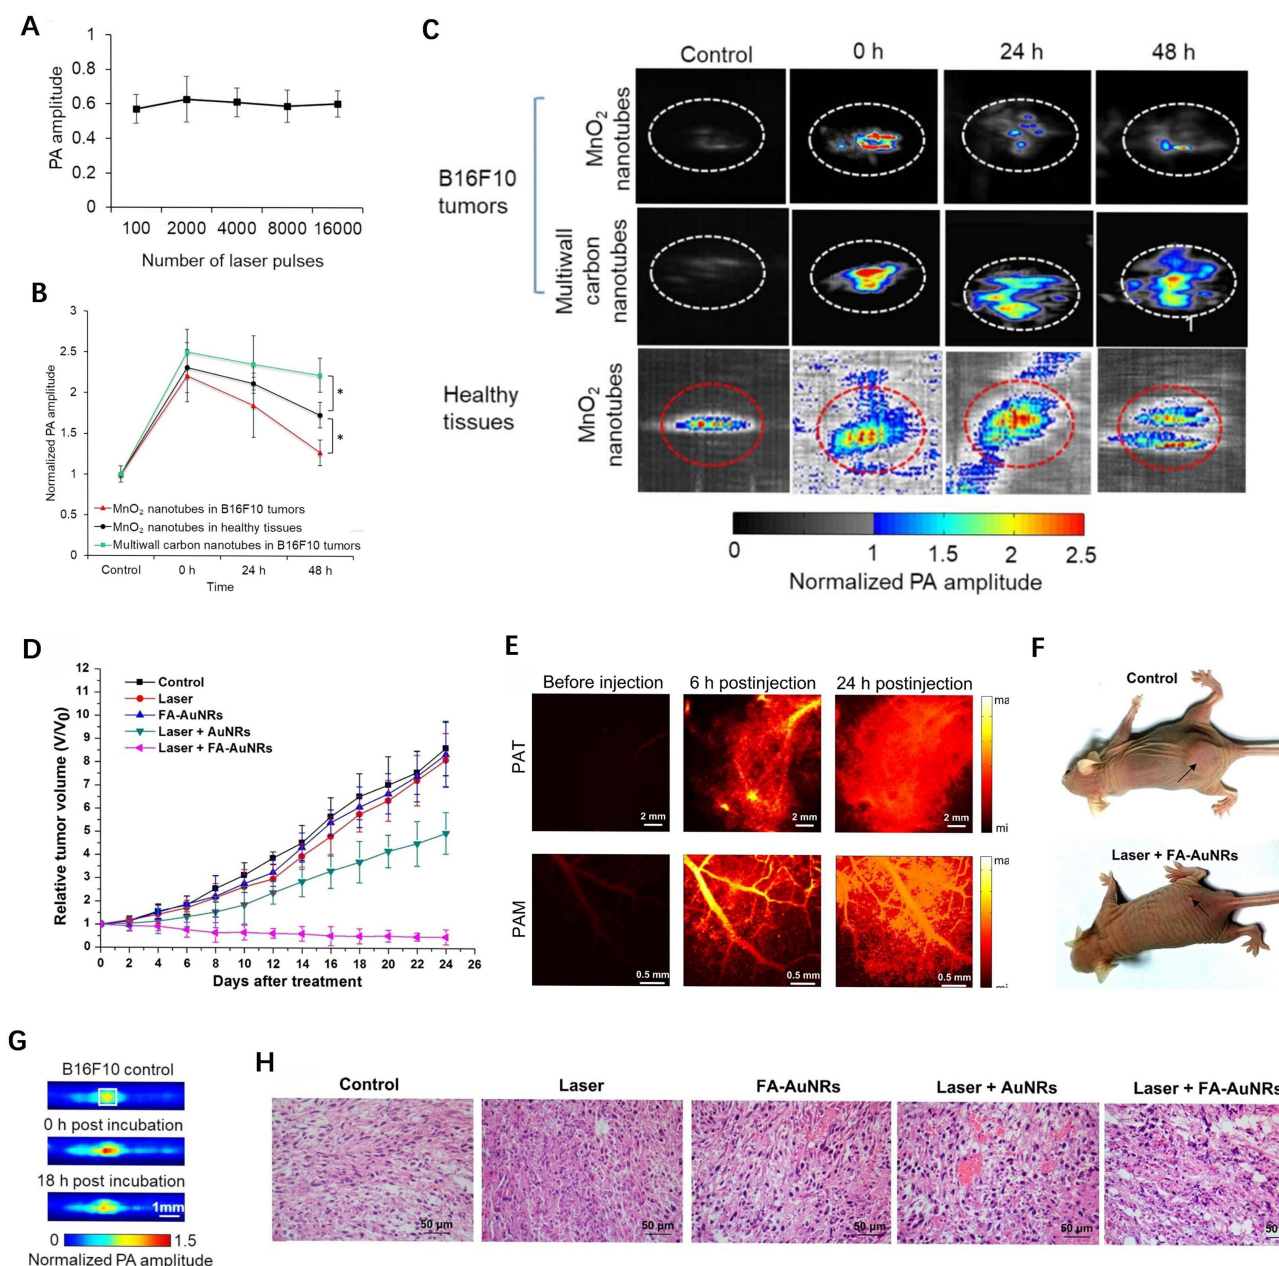 A
PA amplitude
1
0.8
0.6
0.4
0.2
0
100 2000 4000 8000 16000
Number of laser pulses
B
Normalized PA amplitude
3
2.5
2
1.5
1
0.5
0
*
*
MnO₂ nanotubes in B16F10 tumors
MnO₂ nanotubes in healthy tissues
Multiwall carbon nanotubes in B16F10 tumors
Control 0 h 24 h 48 h
Time
C
Control 0 h 24 h 48 h
B16F10
tumors
MnO₂
nanotubes
Multiwall
carbon
nanotubes
1
Healthy
tissues
MnO₂
nanotubes
0 1 1.5 2 2.5
Normalized PA amplitude
D
Relative tumor volume (V/V₀)
12
11
10
9
8
7
6
5
4
3
2
1
0
Control
Laser
FA-AuNRs
Laser + AuNRs
Laser + FA-AuNRs
0 2 4 6 8 10 12 14 16 18 20 22 24 26
Days after treatment
E
Before injection 6 h postinjection 24 h postinjection
PAT
2 mm 2 mm 2 mm
ma
mi
PAM
0.5 mm 0.5 mm 0.5 mm
ma
mi
F
Control
Laser + FA-AuNRs
G
B16F10 control
0 h post incubation
18 h post incubation
1mm
0 1.5
Normalized PA amplitude
H
Control Laser FA-AuNRs Laser + AuNRs Laser + FA-AuNRs
50 µm 50 µm 50 µm 50 µm 50